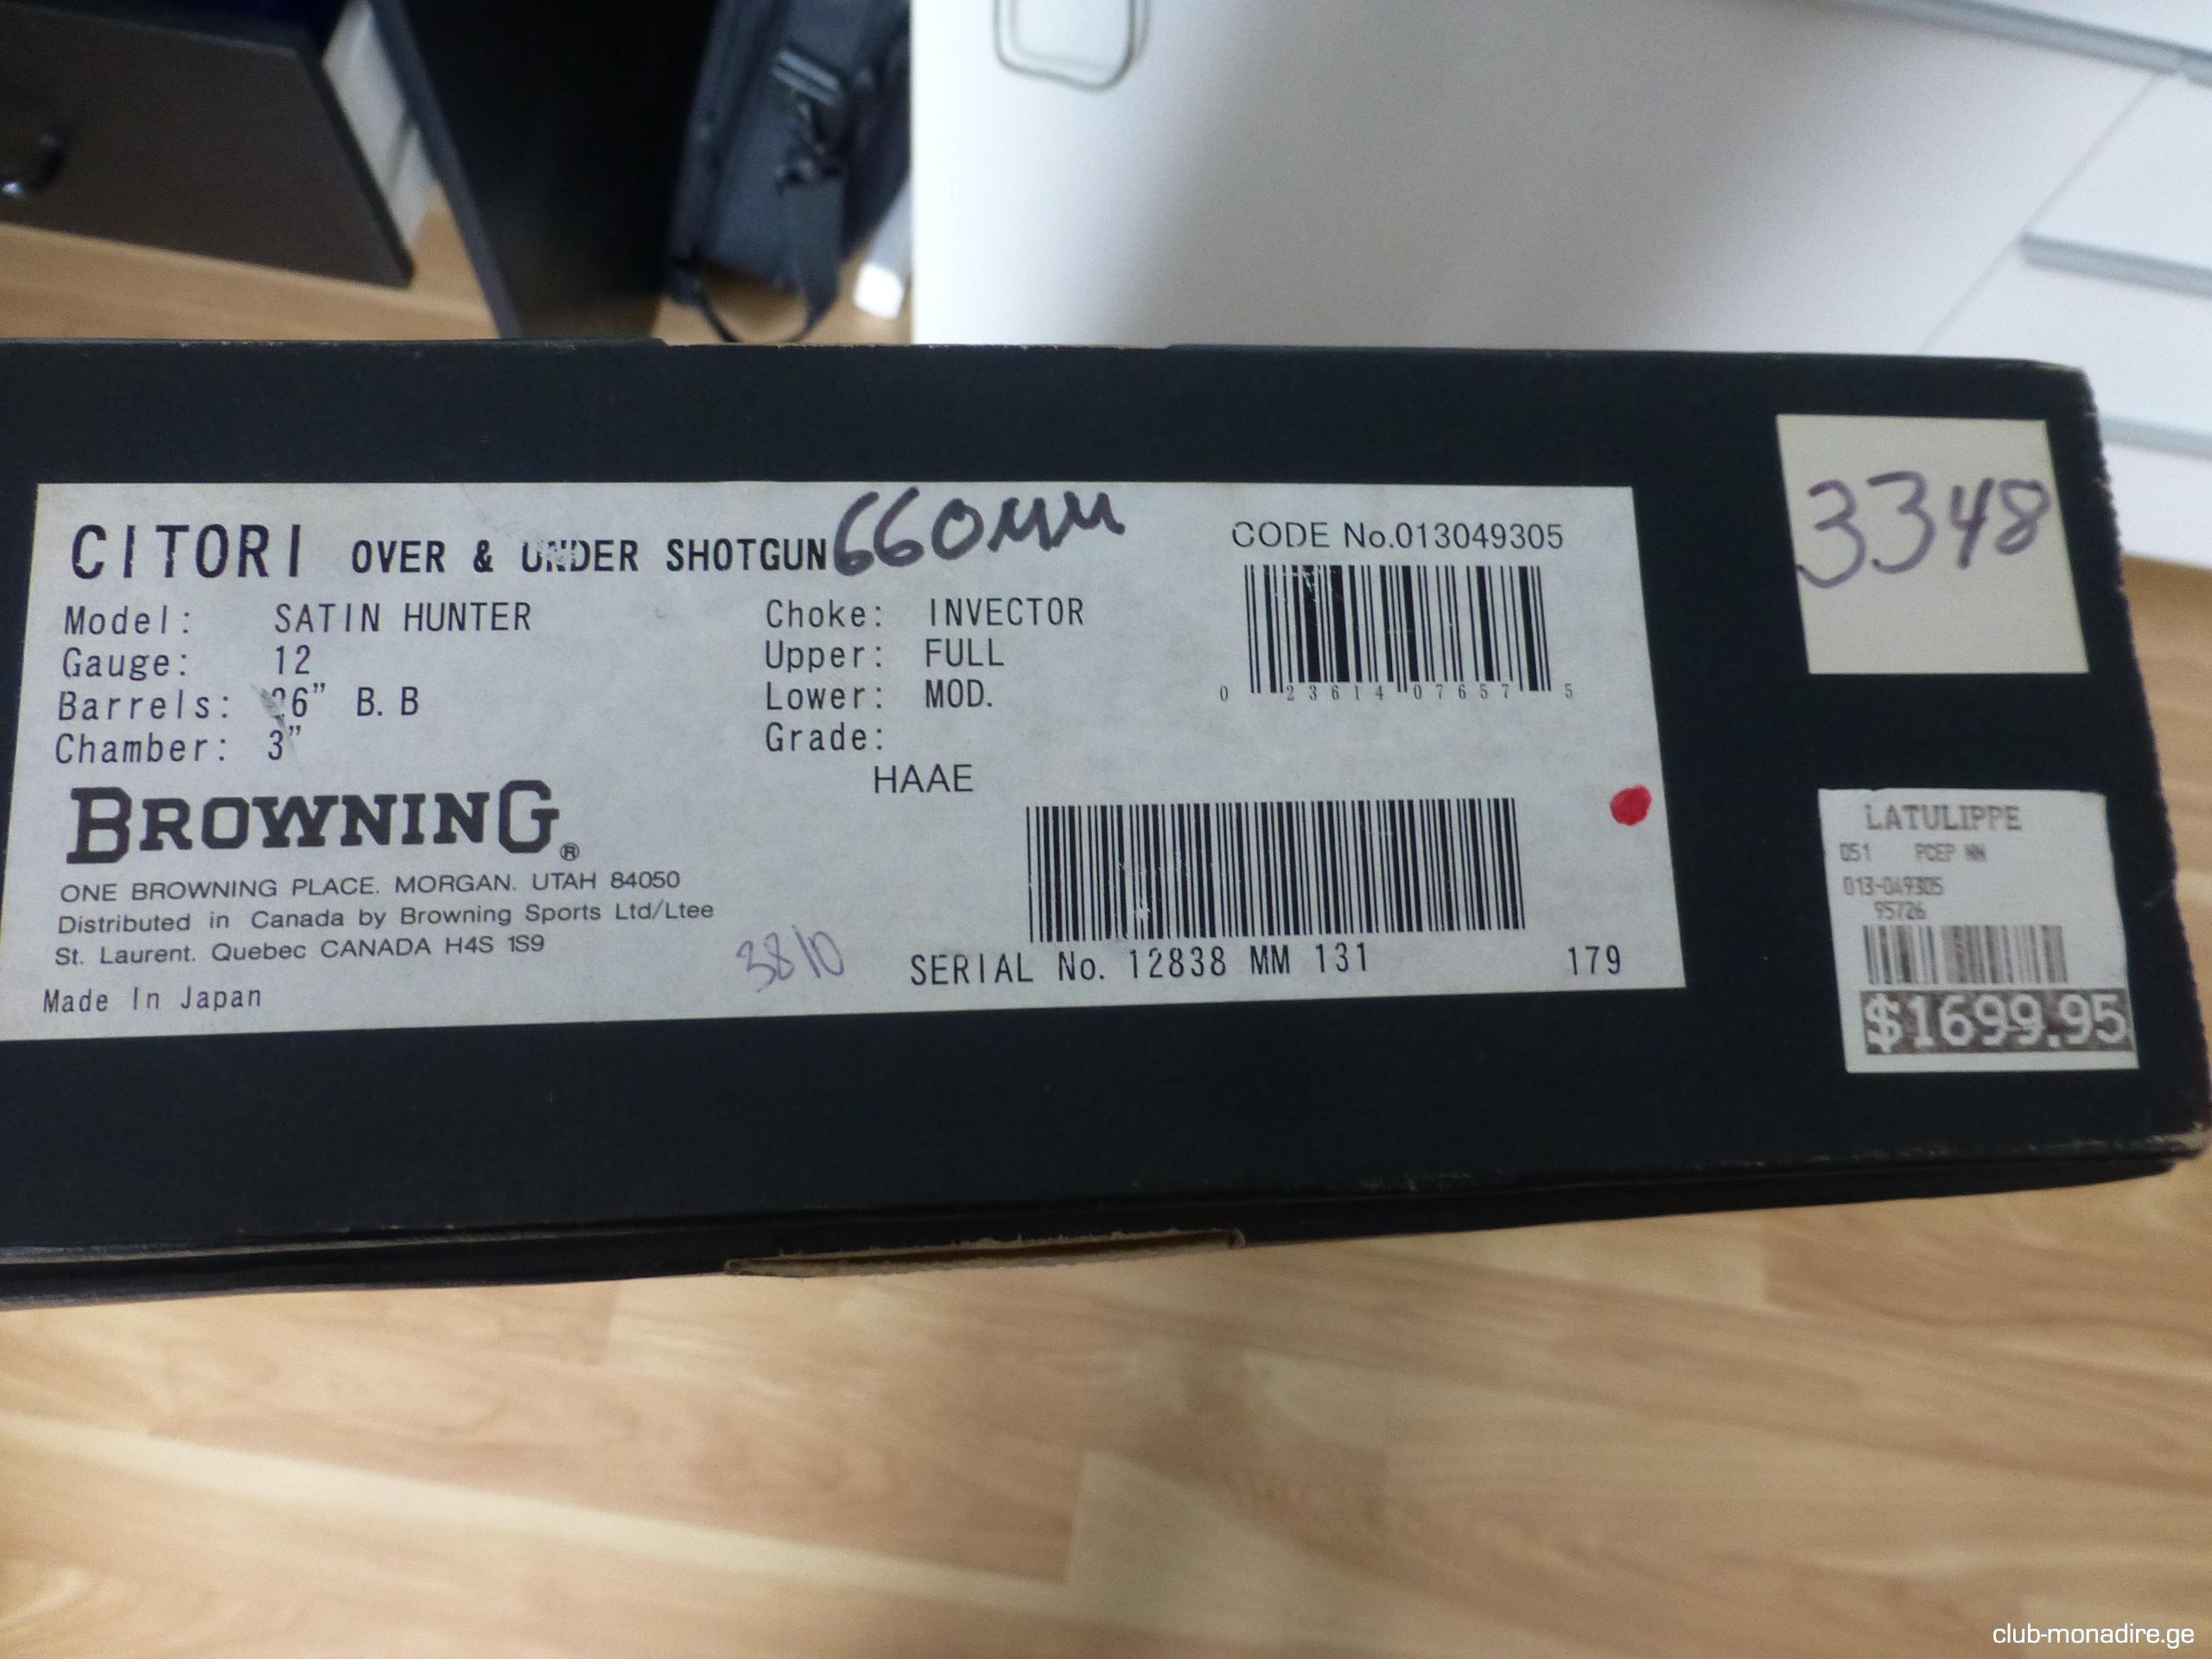 CITORI OVER & UNDER SHOTGUN 660мм
CODE No.013049305
Model: SATIN HUNTER
Gauge: 12
Barrels: 26" B.B
Chamber: 3"
Choke: INVECTOR
Upper: FULL
Lower: MOD.
Grade:
HAAE
0 23614 07657 5
BROWNING®
ONE BROWNING PLACE. MORGAN. UTAH 84050
Distributed in Canada by Browning Sports Ltd/Ltee
St. Laurent. Quebec CANADA H4S 1S9
Made In Japan
3810
SERIAL No. 12838 MM 131 179
3348
LATULIPPE
051 PCEP NN
013-049305
95726
$1699.95
club-monadire.ge